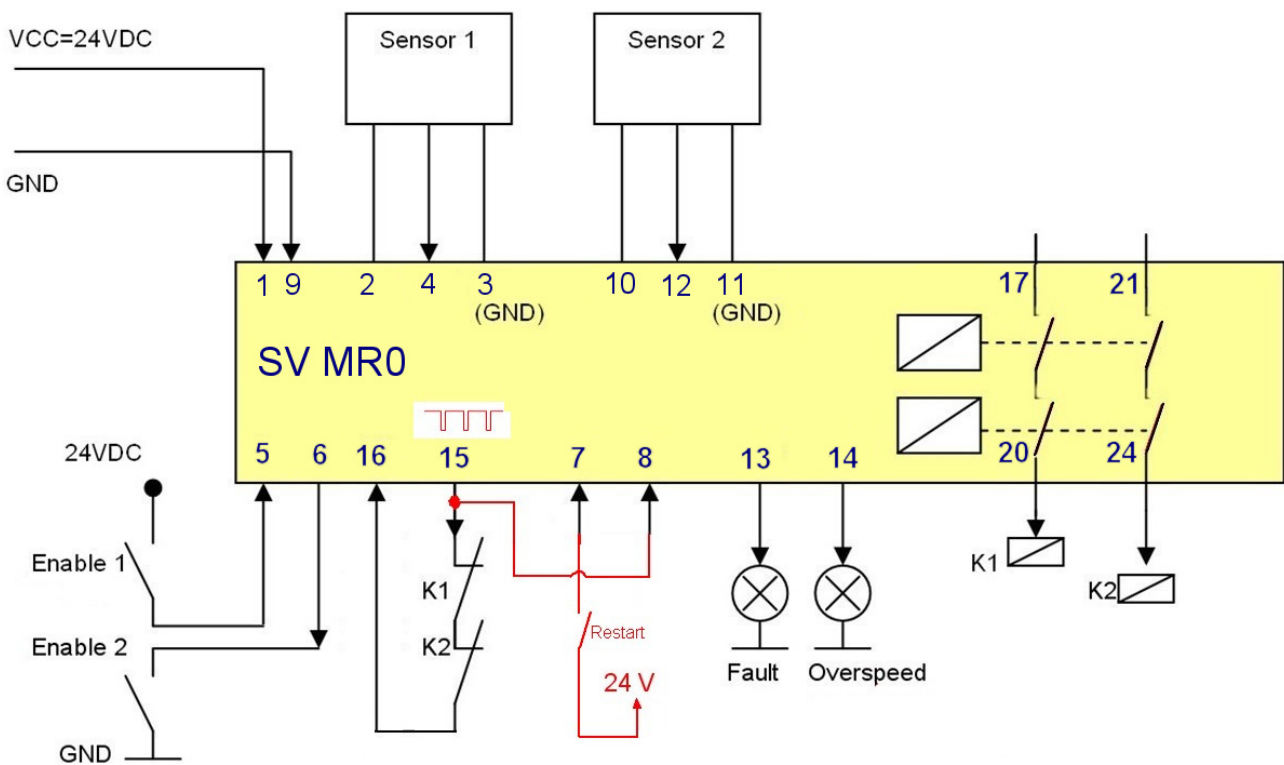 VCC=24VDC
Sensor 1
Sensor 2
GND
1 9 2 4 3 10 12 11 17 21
(GND) (GND)
SV MR0
24VDC
5 6 16 15 7 8 13 14 20 24
Enable 1
K1
K1
K2
Restart
Enable 2
K2
24 V
Fault
Overspeed
GND